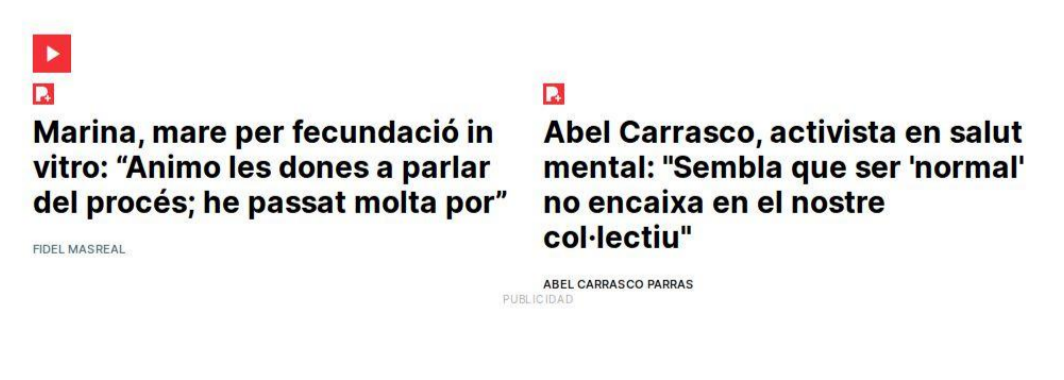 Marina, mare per fecundació in
vitro: “Animo les dones a parlar
del procés; he passat molta por”
FIDEL MASREAL
Abel Carrasco, activista en salut
mental: "Sembla que ser 'normal'
no encaixa en el nostre
col·lectiu"
ABEL CARRASCO PARRAS
PUBLICIDAD